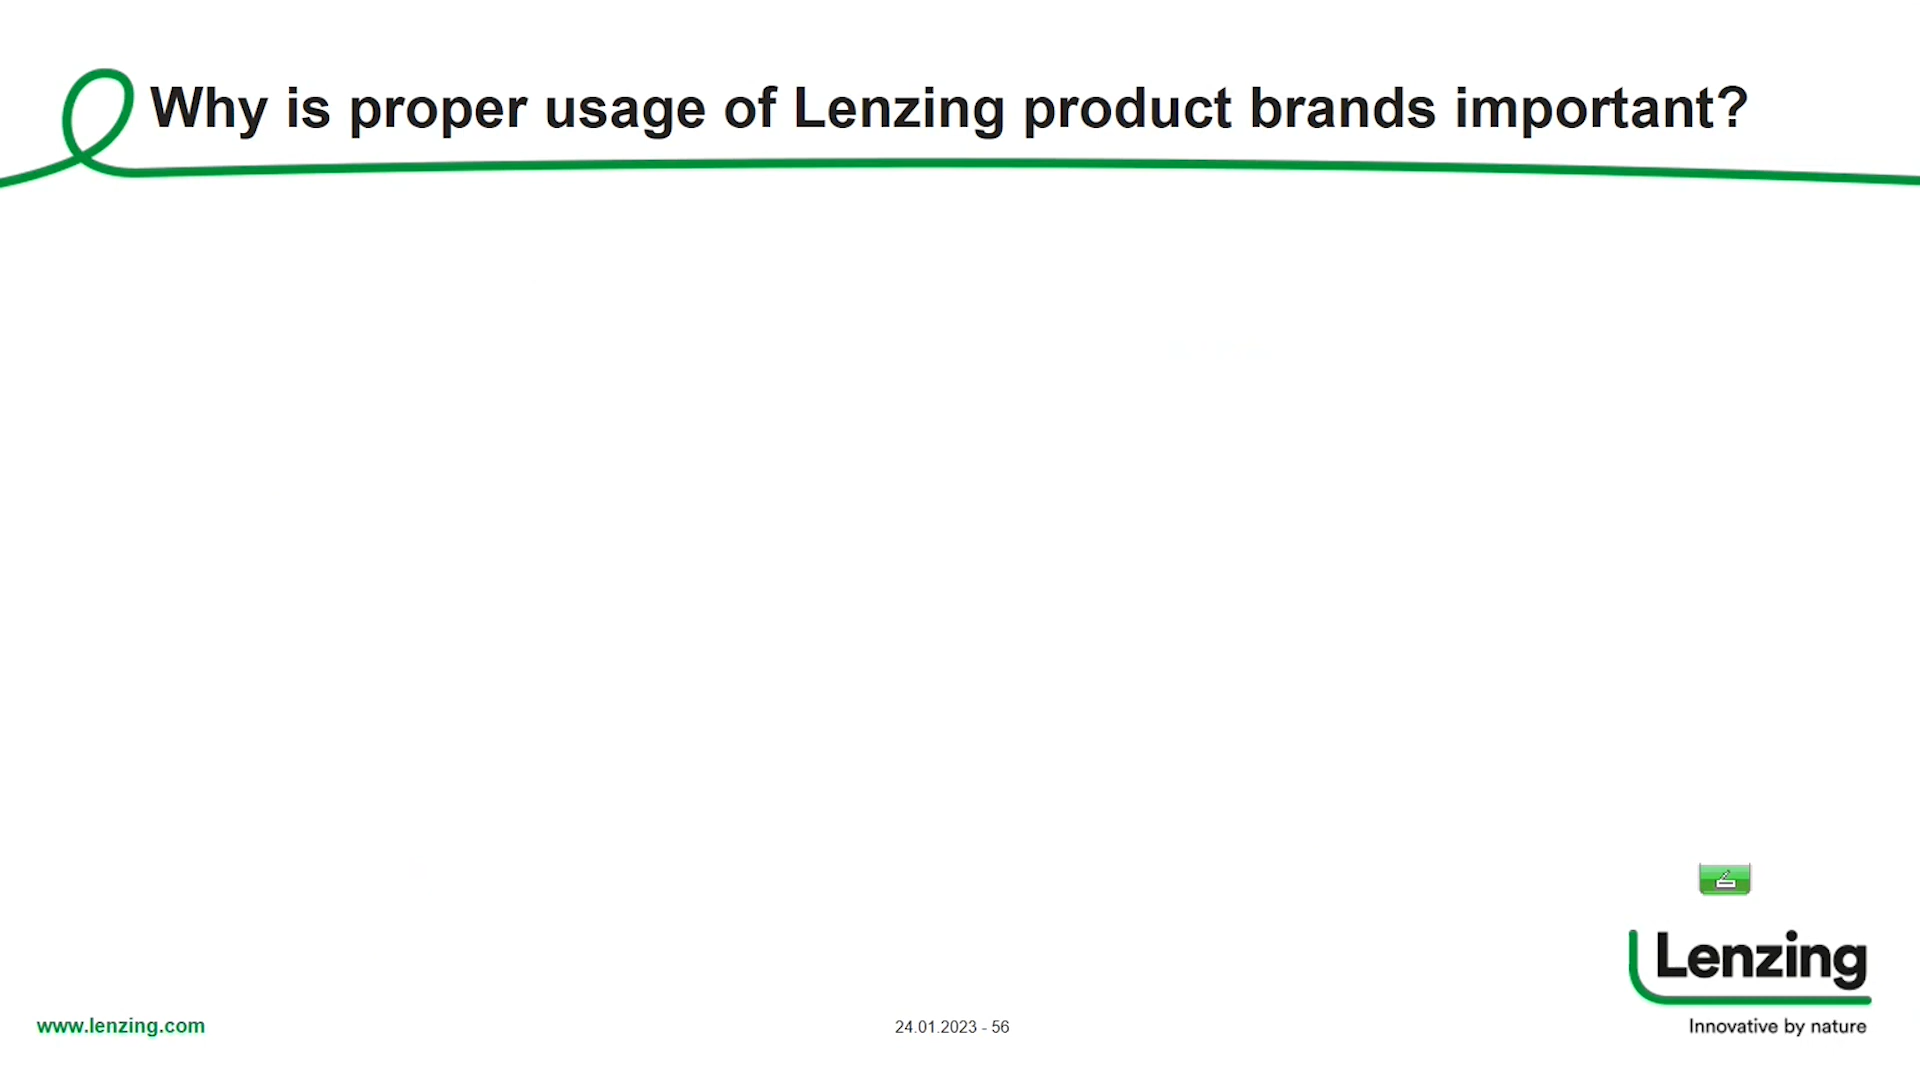 Why is proper usage of Lenzing product brands important?
Lenzing
Innovative by nature
www.lenzing.com
24.01.2023 - 56